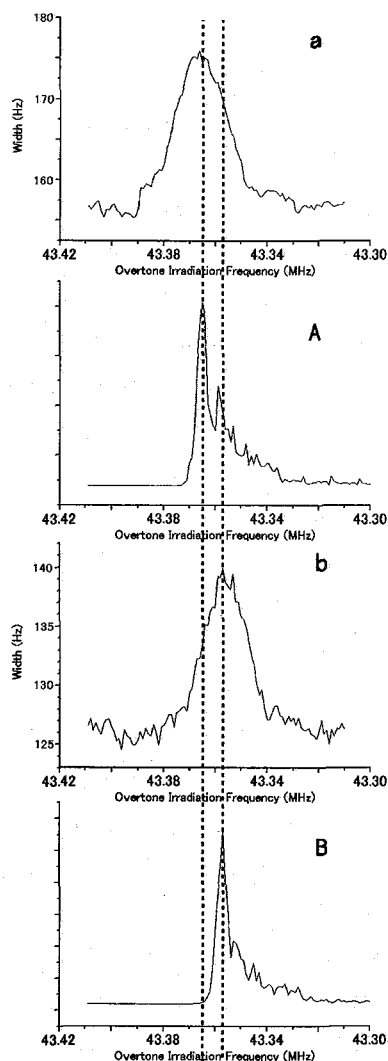 a
180
170
160
Width (Hz)
43.42 43.38 43.34 43.30
Overtone Irradiation Frequency (MHz)
A
43.42 43.38 43.34 43.30
Overtone Irradiation Frequency (MHz)
b
140
135
130
125
Width (Hz)
43.42 43.38 43.34 43.30
Overtone Irradiation Frequency (MHz)
B
43.42 43.38 43.34 43.30
Overtone Irradiation Frequency (MHz)